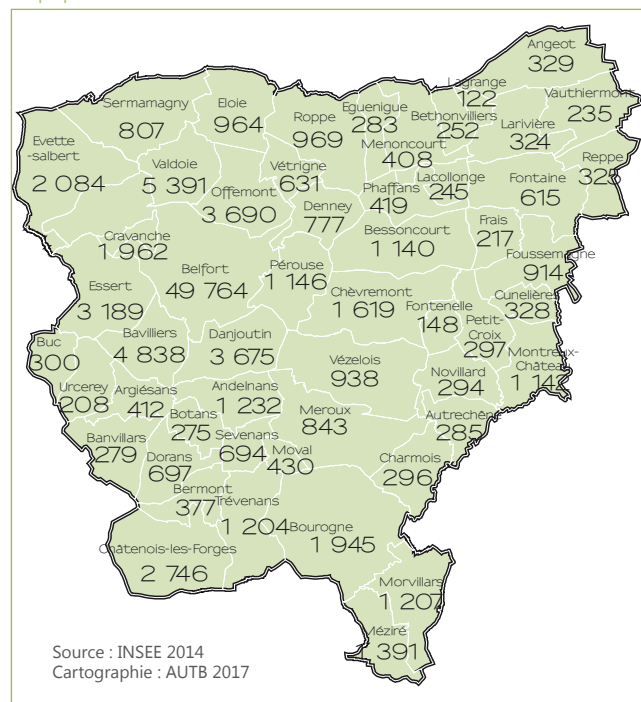 Angeot
329
Lagrange
122
Vauthiermont
235
Sermamagny
807
Eloie
964
Roppe
969
Eguenigue
283
Bethonvilliers
252
Larivière
324
Menoncourt
408
Evette
-salbert
2 084
Valdoie
5 391
Vétrigne
631
Offemont
3 690
Denney
777
Phaffans
419
Lacollonge
245
Fontaine
615
Reppe
325
Bessoncourt
1 140
Frais
217
Cravanche
1 962
Belfort
49 764
Pérouse
1 146
Foussemagne
914
Essert
3 189
Chèvremont
1 619
Fontenelle
148
Cunelières
328
Petit-
Croix
297
Buc
300
Bavilliers
4 838
Danjoutin
3 675
Vézelois
938
Novillard
294
Montreux-
Château
1 142
Urcerey
208
Argiésans
412
Andelnans
1 232
Botans
275
Meroux
843
Autrechêne
285
Banvillars
279
Sevenans
694
Dorans
697
Moval
430
Charmois
296
Bermont
377
Trévenans
1 204
Bourogne
1 945
Châtenois-les-Forges
2 746
Morvillars
1 207
Méziré
391
Source : INSEE 2014
Cartographie : AUTB 2017